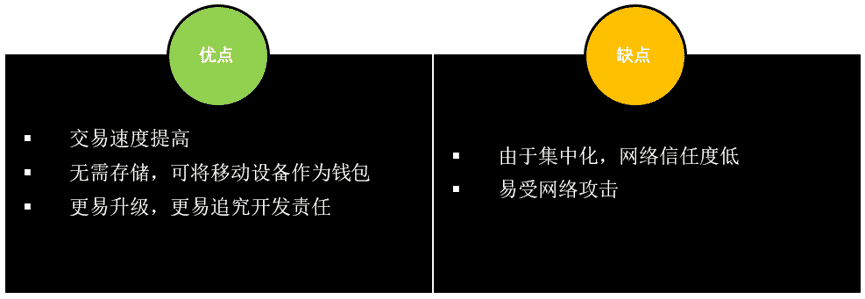 优点
交易速度提高
无需存储，可将移动设备作为钱包
更易升级，更易追究开发责任
缺点
由于集中化，网络信任度低
易受网络攻击